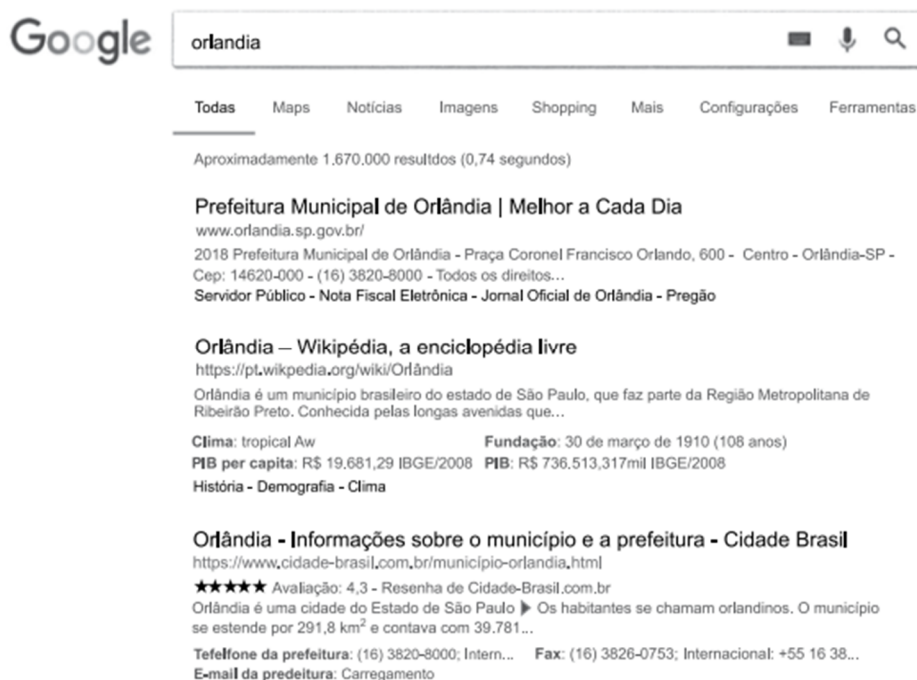 Google
orlandia
Todas Maps Notícias Imagens Shopping Mais Configurações Ferramentas
Aproximadamente 1.670.000 resultdos (0,74 segundos)
Prefeitura Municipal de Orlândia | Melhor a Cada Dia
www.orlandia.sp.gov.br/
2018 Prefeitura Municipal de Orlândia - Praça Coronel Francisco Orlando, 600 - Centro - Orlândia-SP -
Cep: 14620-000 - (16) 3820-8000 - Todos os direitos...
Servidor Público - Nota Fiscal Eletrônica - Jornal Oficial de Orlândia - Pregão
Orlândia – Wikipédia, a enciclopédia livre
https://pt.wikpedia.org/wiki/Orlândia
Orlândia é um município brasileiro do estado de São Paulo, que faz parte da Região Metropolitana de
Ribeirão Preto. Conhecida pelas longas avenidas que...
Clima: tropical Aw Fundação: 30 de março de 1910 (108 anos)
PIB per capita: R$ 19.681,29 IBGE/2008 PIB: R$ 736.513,317mil IBGE/2008
História - Demografia - Clima
Orlândia - Informações sobre o município e a prefeitura - Cidade Brasil
https://www.cidade-brasil.com.br/município-orlandia.html
★★★★★ Avaliação: 4,3 - Resenha de Cidade-Brasil.com.br
Orlândia é uma cidade do Estado de São Paulo ▶ Os habitantes se chamam orlandinos. O município
se estende por 291,8 km² e contava com 39.781...
Tefelfone da prefeitura: (16) 3820-8000; Intern... Fax: (16) 3826-0753; Internacional: +55 16 38...
E-mail da predeitura: Carregamento